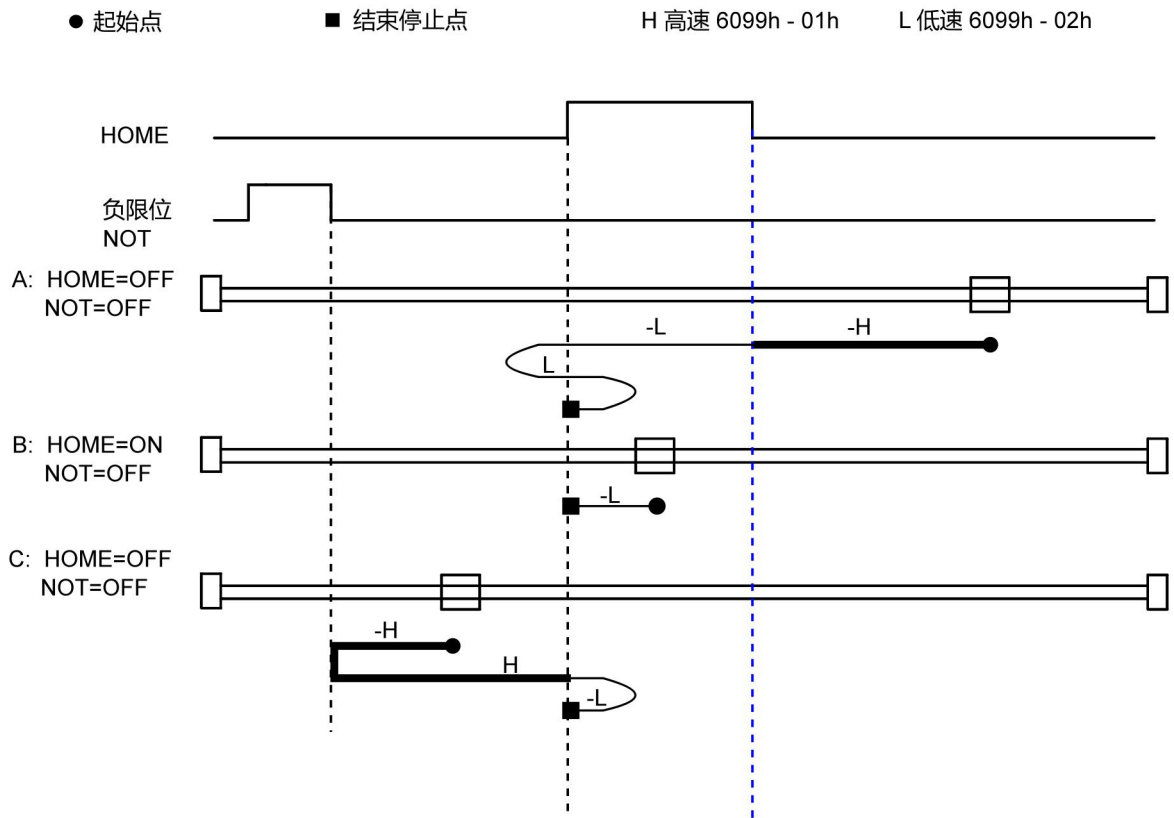 ● 起始点 ■ 结束停止点 H 高速 6099h - 01h L 低速 6099h - 02h
HOME
负限位
NOT
A: HOME=OFF
NOT=OFF
-L -H
L
B: HOME=ON
NOT=OFF
-L
C: HOME=OFF
NOT=OFF
-H
H
-L